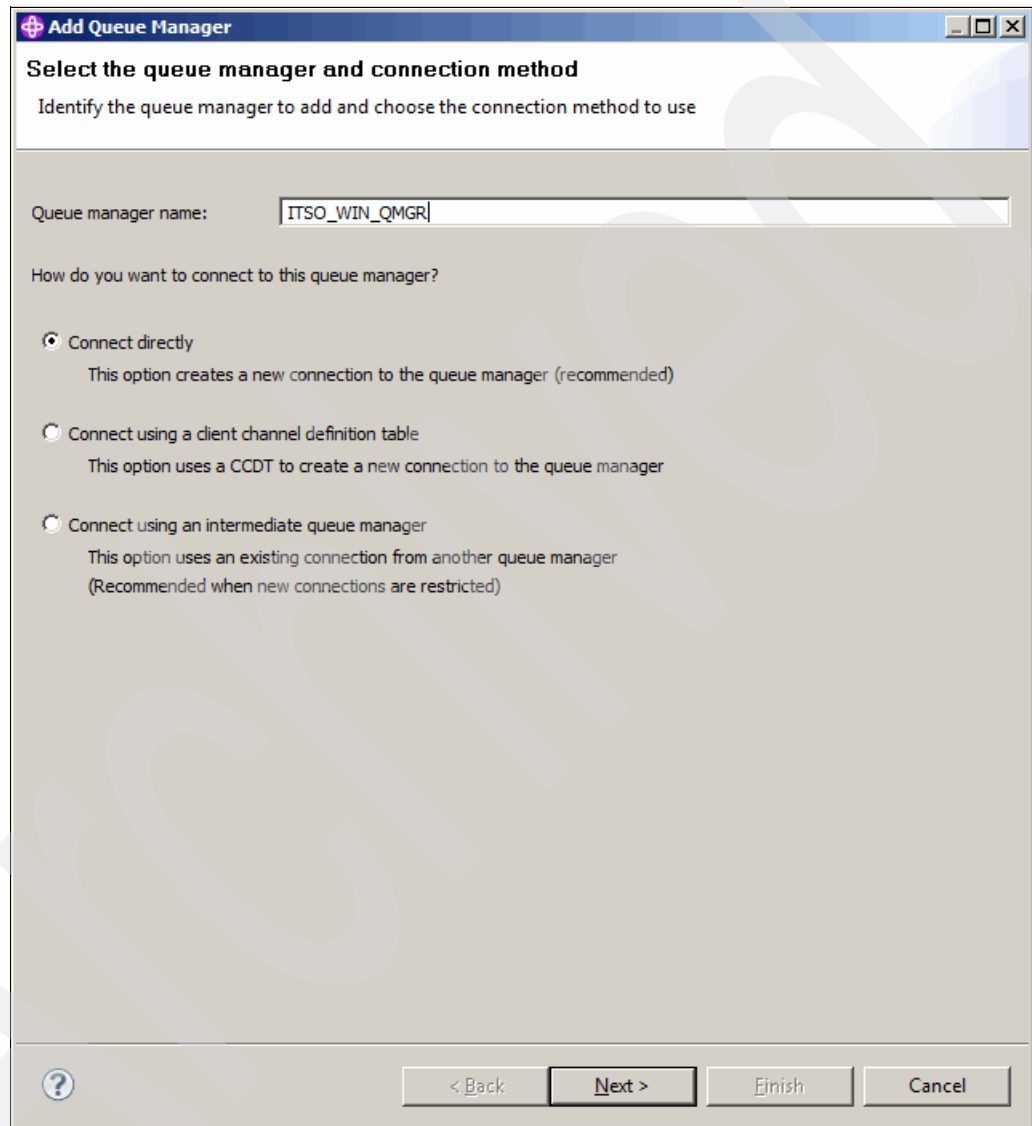 Add Queue Manager
Select the queue manager and connection method
Identify the queue manager to add and choose the connection method to use
Queue manager name: ITSO_WIN_QMGR
How do you want to connect to this queue manager?
Connect directly
This option creates a new connection to the queue manager (recommended)
Connect using a client channel definition table
This option uses a CCDT to create a new connection to the queue manager
Connect using an intermediate queue manager
This option uses an existing connection from another queue manager
(Recommended when new connections are restricted)
? < Back Next > Finish Cancel